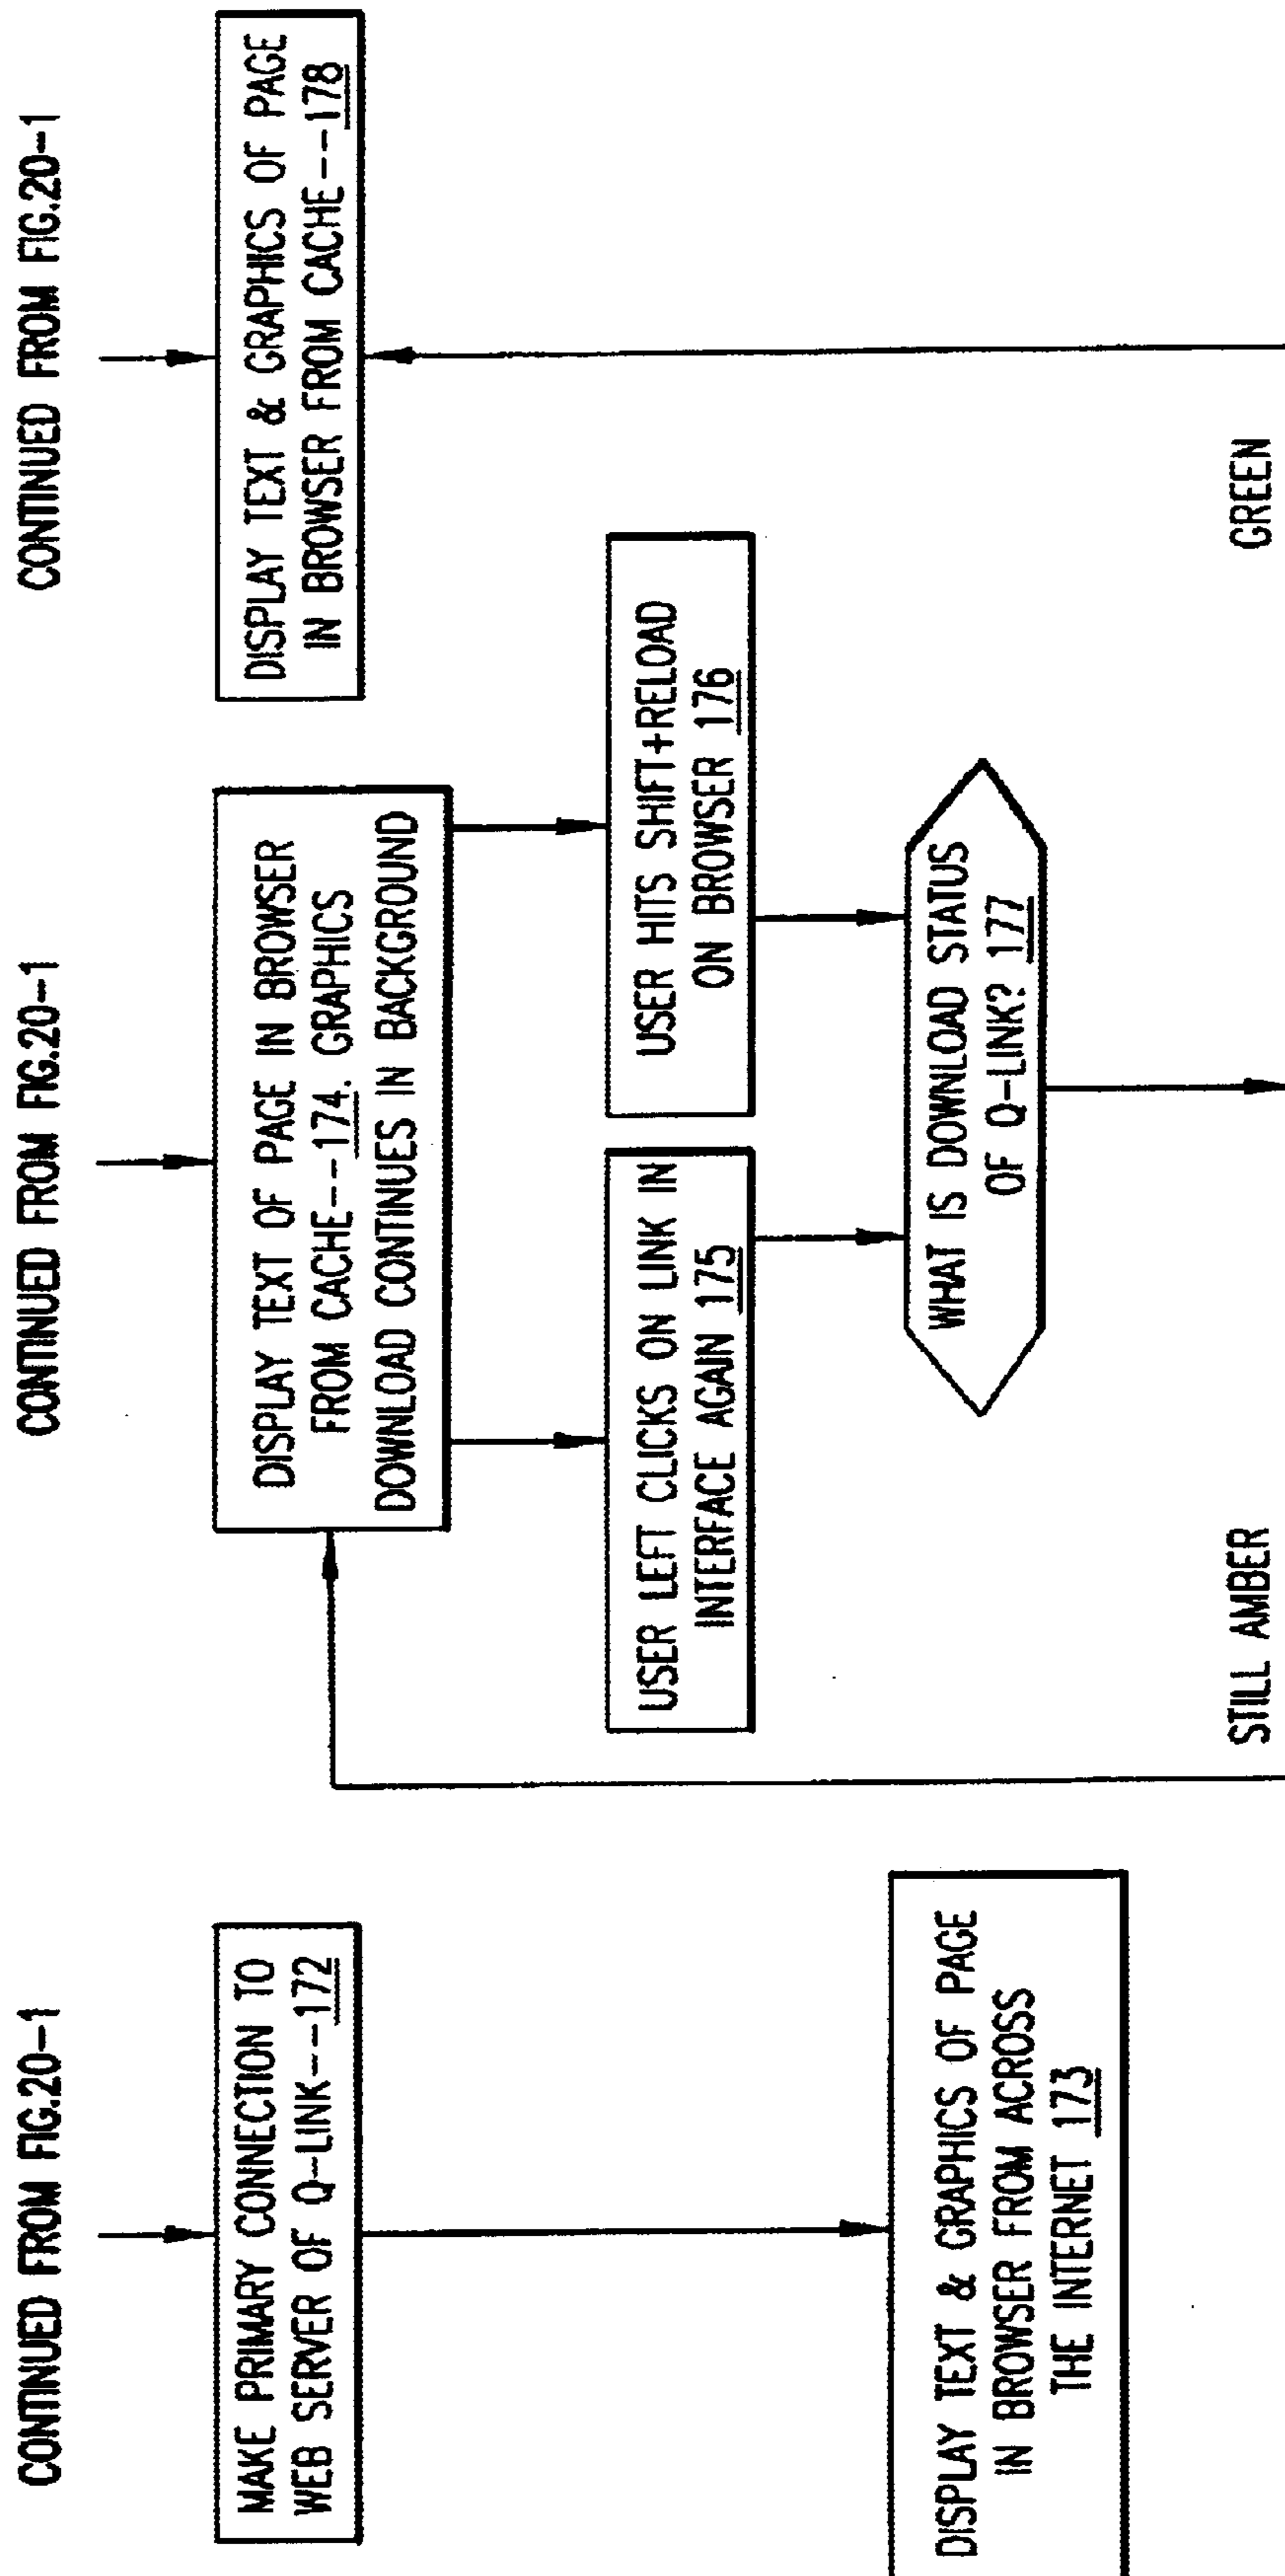 CONTINUED FROM FIG.20-1
MAKE PRIMARY CONNECTION TO
WEB SERVER OF Q-LINK--172
DISPLAY TEXT & GRAPHICS OF PAGE
IN BROWSER FROM ACROSS
THE INTERNET 173
CONTINUED FROM FIG.20-1
DISPLAY TEXT OF PAGE IN BROWSER
FROM CACHE--174. GRAPHICS
DOWNLOAD CONTINUES IN BACKGROUND
USER LEFT CLICKS ON LINK IN
INTERFACE AGAIN 175
USER HITS SHIFT+RELOAD
ON BROWSER 176
WHAT IS DOWNLOAD STATUS
OF Q-LINK? 177
STILL AMBER
GREEN
CONTINUED FROM FIG.20-1
DISPLAY TEXT & GRAPHICS OF PAGE
IN BROWSER FROM CACHE--178